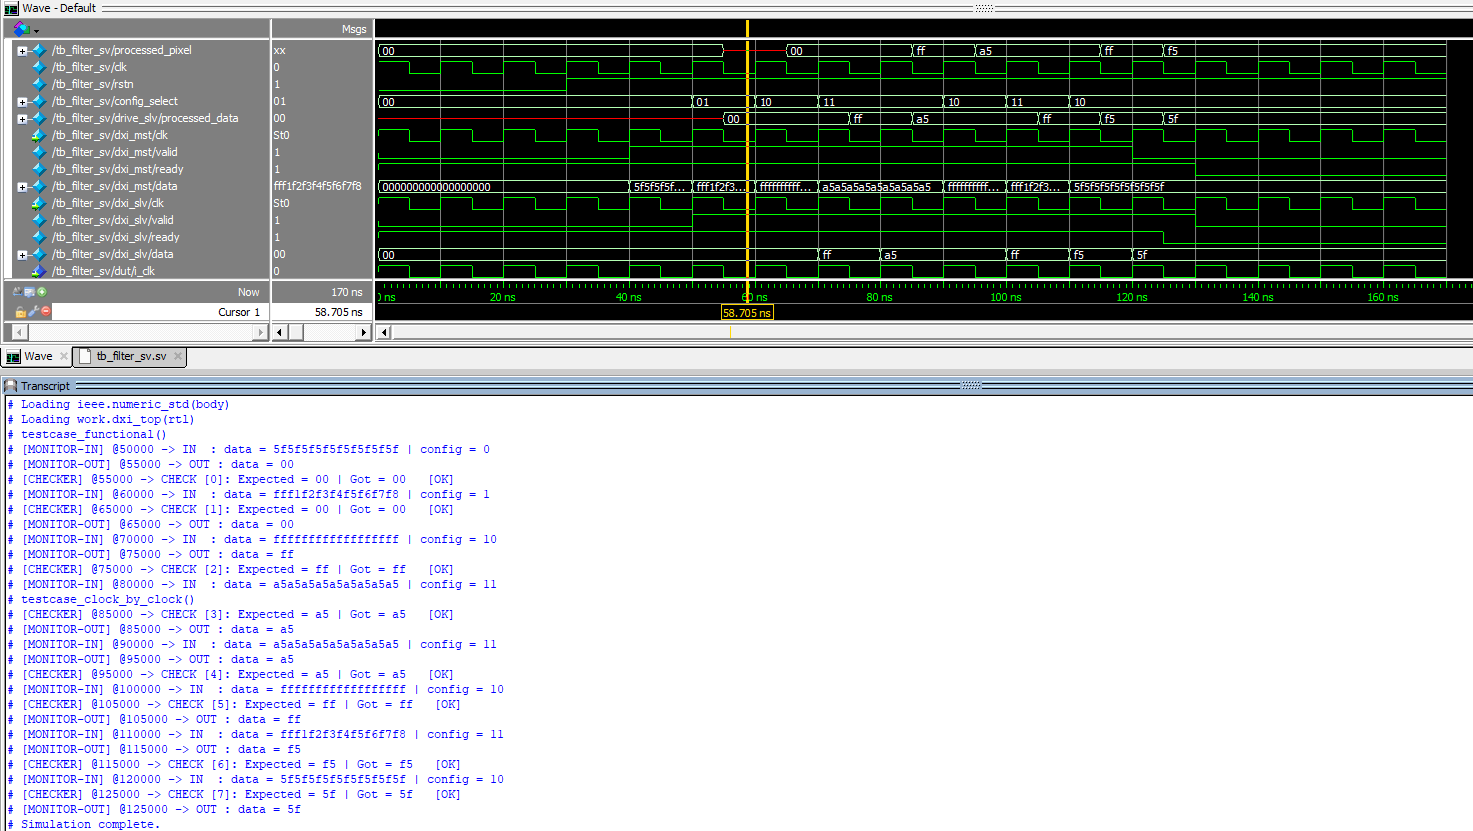 Wave - Default
Msgs
/tb_filter_sv/processed_pixel xx 00 00 ff a5 ff f5
/tb_filter_sv/clk 0
/tb_filter_sv/rstn 1
/tb_filter_sv/config_select 01 00 01 10 11 10 11 10
/tb_filter_sv/drive_slv/processed_data 00 00 ff a5 ff f5 5f
/tb_filter_sv/dxi_mst/clk St0
/tb_filter_sv/dxi_mst/valid 1
/tb_filter_sv/dxi_mst/ready 1
/tb_filter_sv/dxi_mst/data fff1f2f3f4f5f6f7f8 000000000000000000 5f5f5f5f... fff1f2f3... ffffffffff... a5a5a5a5a5a5a5a5a5 ffffffffff... fff1f2f3... 5f5f5f5f5f5f5f5f5f
/tb_filter_sv/dxi_slv/clk St0
/tb_filter_sv/dxi_slv/valid 1
/tb_filter_sv/dxi_slv/ready 1
/tb_filter_sv/dxi_slv/data 00 00 ff a5 ff f5 5f
/tb_filter_sv/dut/i_clk 0
Now 170 ns ns 20 ns 40 ns 60 ns 80 ns 100 ns 120 ns 140 ns 160 ns
Cursor 1 58.705 ns 58.705 ns
Wave tb_filter_sv.sv
Transcript
# Loading ieee.numeric_std(body)
# Loading work.dxi_top(rtl)
# testcase_functional()
# [MONITOR-IN] @50000 -> IN  : data = 5f5f5f5f5f5f5f5f5f | config = 0
# [MONITOR-OUT] @55000 -> OUT : data = 00
# [CHECKER] @55000 -> CHECK [0]: Expected = 00 | Got = 00   [OK]
# [MONITOR-IN] @60000 -> IN  : data = fff1f2f3f4f5f6f7f8 | config = 1
# [CHECKER] @65000 -> CHECK [1]: Expected = 00 | Got = 00   [OK]
# [MONITOR-OUT] @65000 -> OUT : data = 00
# [MONITOR-IN] @70000 -> IN  : data = ffffffffffffffffff | config = 10
# [MONITOR-OUT] @75000 -> OUT : data = ff
# [CHECKER] @75000 -> CHECK [2]: Expected = ff | Got = ff   [OK]
# [MONITOR-IN] @80000 -> IN  : data = a5a5a5a5a5a5a5a5a5 | config = 11
# testcase_clock_by_clock()
# [CHECKER] @85000 -> CHECK [3]: Expected = a5 | Got = a5   [OK]
# [MONITOR-OUT] @85000 -> OUT : data = a5
# [MONITOR-IN] @90000 -> IN  : data = a5a5a5a5a5a5a5a5a5 | config = 11
# [MONITOR-OUT] @95000 -> OUT : data = a5
# [CHECKER] @95000 -> CHECK [4]: Expected = a5 | Got = a5   [OK]
# [MONITOR-IN] @100000 -> IN  : data = ffffffffffffffffff | config = 10
# [CHECKER] @105000 -> CHECK [5]: Expected = ff | Got = ff   [OK]
# [MONITOR-OUT] @105000 -> OUT : data = ff
# [MONITOR-IN] @110000 -> IN  : data = fff1f2f3f4f5f6f7f8 | config = 11
# [MONITOR-OUT] @115000 -> OUT : data = f5
# [CHECKER] @115000 -> CHECK [6]: Expected = f5 | Got = f5   [OK]
# [MONITOR-IN] @120000 -> IN  : data = 5f5f5f5f5f5f5f5f5f | config = 10
# [CHECKER] @125000 -> CHECK [7]: Expected = 5f | Got = 5f   [OK]
# [MONITOR-OUT] @125000 -> OUT : data = 5f
# Simulation complete.